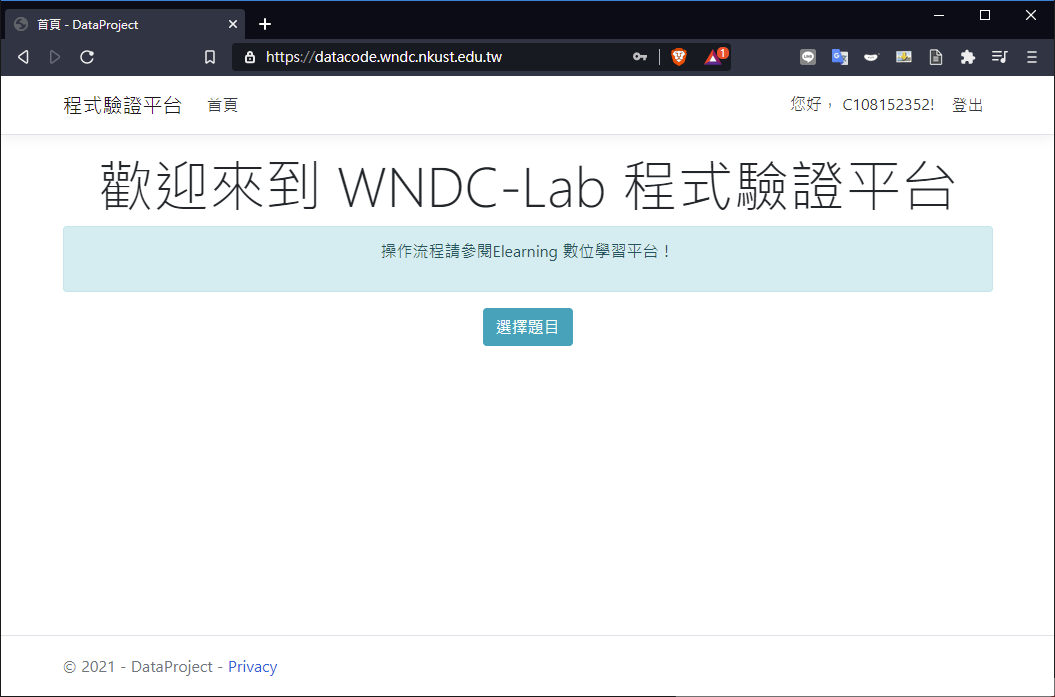 首頁 - DataProject
https://datacode.wndc.nkust.edu.tw
1
程式驗證平台 首頁 您好, C108152352! 登出
歡迎來到 WNDC-Lab 程式驗證平台
操作流程請參閱Elearning 數位學習平台！
選擇題目
© 2021 - DataProject - Privacy